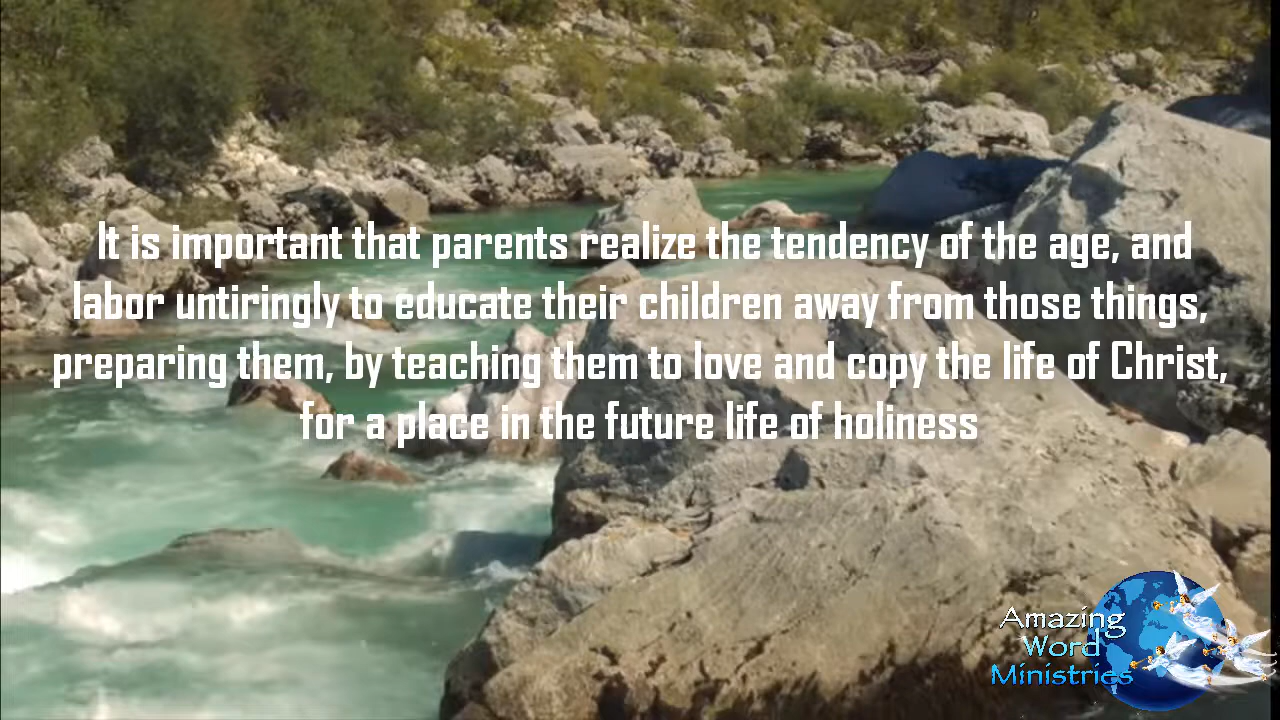 It is important that parents realize the tendency of the age, and
labor untiringly to educate their children away from those things,
preparing them, by teaching them to love and copy the life of Christ,
for a place in the future life of holiness
Amazing
Word
Ministries